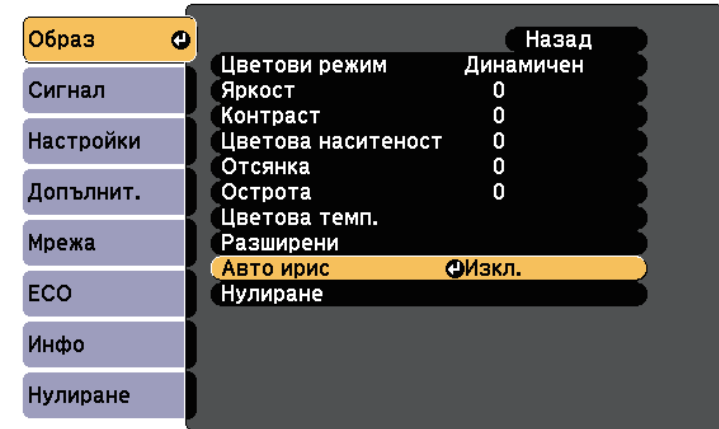 Образ
Сигнал
Настройки
Допълнит.
Мрежа
ECO
Инфо
Нулиране
Назад
Цветови режим Динамичен
Яркост 0
Контраст 0
Цветова наситеност 0
Отсянка 0
Острота 0
Цветова темп.
Разширени
Авто ирис Изкл.
Нулиране